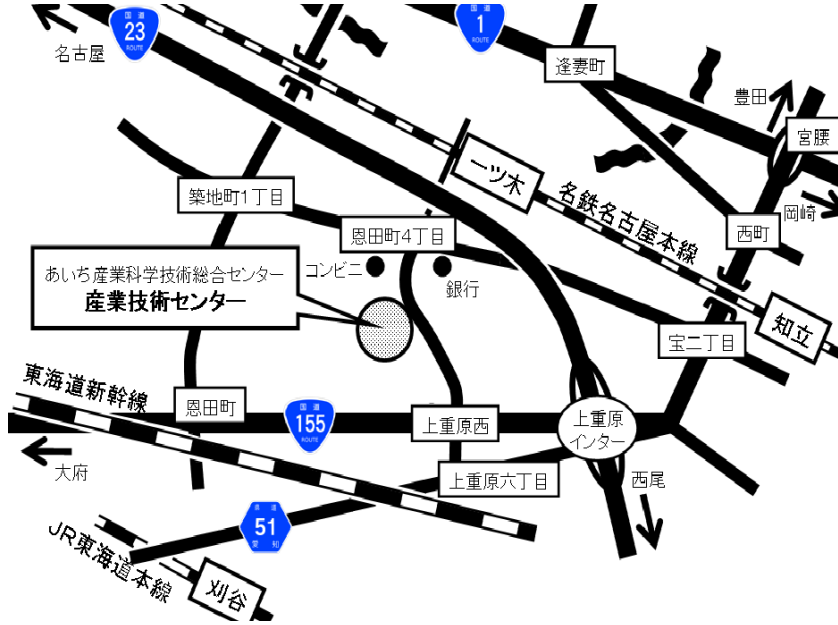 国道
23
ROUTE
国道
1
ROUTE
名古屋
逢妻町
豊田
宮腰
一ツ木
築地町1丁目
名鉄名古屋本線
岡崎
恩田町4丁目
西町
あいち産業科学技術総合センター
産業技術センター
コンビニ
銀行
知立
宝二丁目
東海道新幹線
恩田町
国道
155
ROUTE
上重原西
上重原
インター
大府
上重原六丁目
西尾
県道
51
愛知
JR東海道本線
刈谷